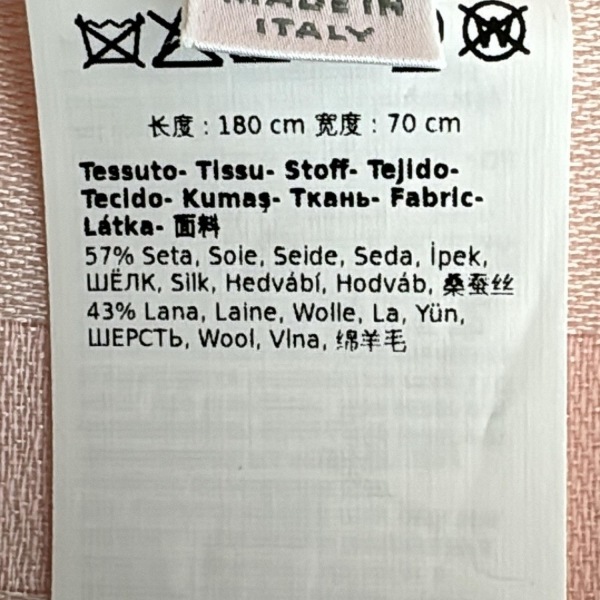 MADE IN
ITALY
W
长度 : 180 cm 宽度 : 70 cm
Tessuto- Tissu- Stoff- Tejido-
Tecido- Kumaş- Ткань- Fabric-
Látka- 面料
57% Seta, Soie, Seide, Seda, İpek,
ШЁЛК, Silk, Hedvábí, Hodváb, 桑蚕丝
43% Lana, Laine, Wolle, La, Yün,
ШЕРСТЬ, Wool, Vlna, 绵羊毛